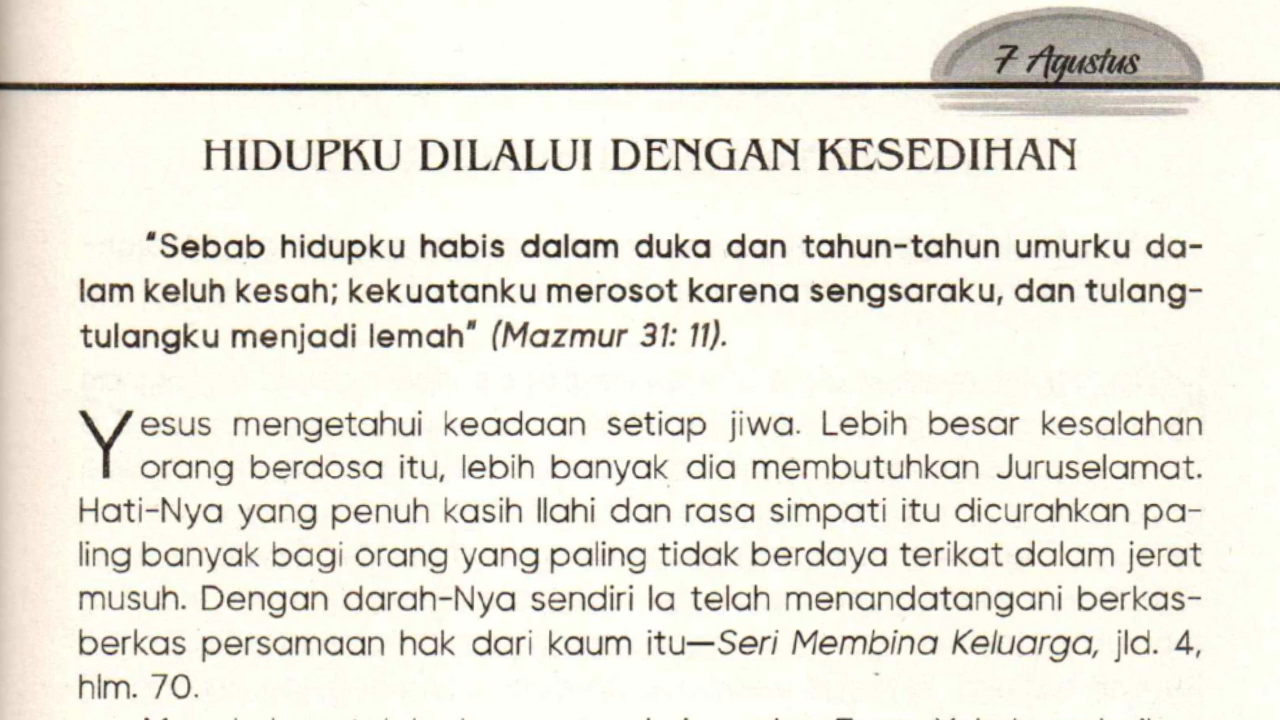 7 Agustus
HIDUPKU DILALUI DENGAN KESEDIHAN
"Sebab hidupku habis dalam duka dan tahun-tahun umurku da-
lam keluh kesah; kekuatanku merosot karena sengsaraku, dan tulang-
tulangku menjadi lemah" (Mazmur 31: 11).
Yesus mengetahui keadaan setiap jiwa. Lebih besar kesalahan
orang berdosa itu, lebih banyak dia membutuhkan Juruselamat.
Hati-Nya yang penuh kasih Ilahi dan rasa simpati itu dicurahkan pa-
ling banyak bagi orang yang paling tidak berdaya terikat dalam jerat
musuh. Dengan darah-Nya sendiri Ia telah menandatangani berkas-
berkas persamaan hak dari kaum itu—Seri Membina Keluarga, jld. 4,
hlm. 70.